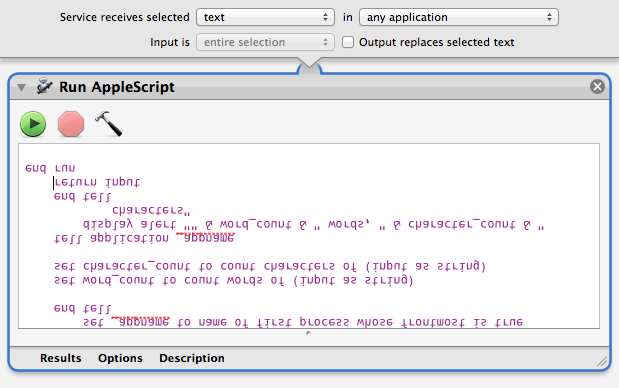 Service receives selected text in any application
Input is entire selection Output replaces selected text
Run AppleScript
set _appname to name of first process whose frontmost is true
end tell
set word_count to count words of (input as string)
set character_count to count characters of (input as string)
tell application _appname
display alert "" & word_count & " words, " & character_count & "
characters"
end tell
return input
end run
Results Options Description